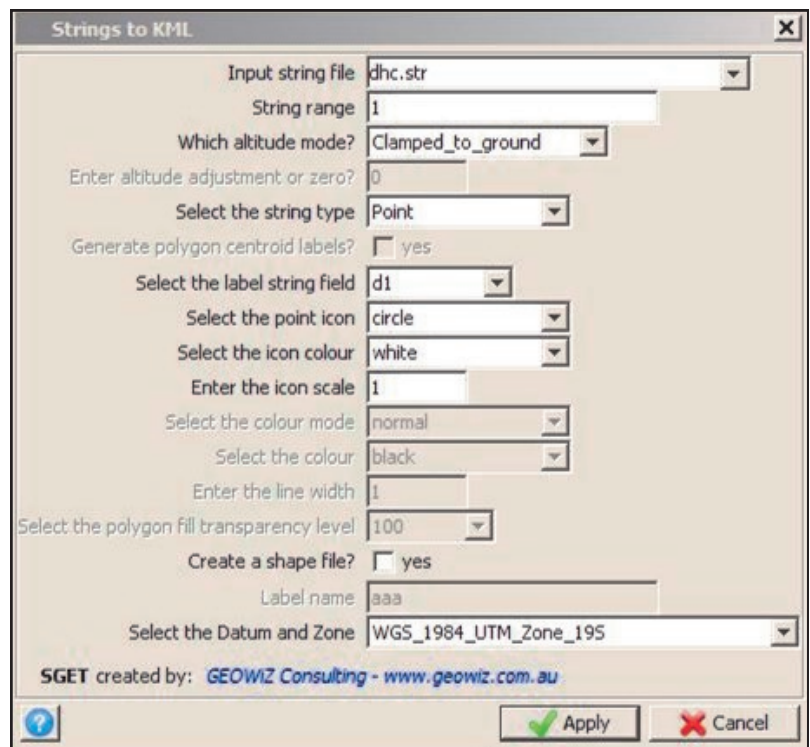 Strings to KML
Input string file dhc.str
String range 1
Which altitude mode? Clamped_to_ground
Enter altitude adjustment or zero? 0
Select the string type Point
Generate polygon centroid labels? yes
Select the label string field d1
Select the point icon circle
Select the icon colour white
Enter the icon scale 1
Select the colour mode normal
Select the colour black
Enter the line width 1
Select the polygon fill transparency level 100
Create a shape file? yes
Label name aaa
Select the Datum and Zone WGS_1984_UTM_Zone_19S
SGET created by: GEOWIZ Consulting - www.geowiz.com.au
? Apply Cancel